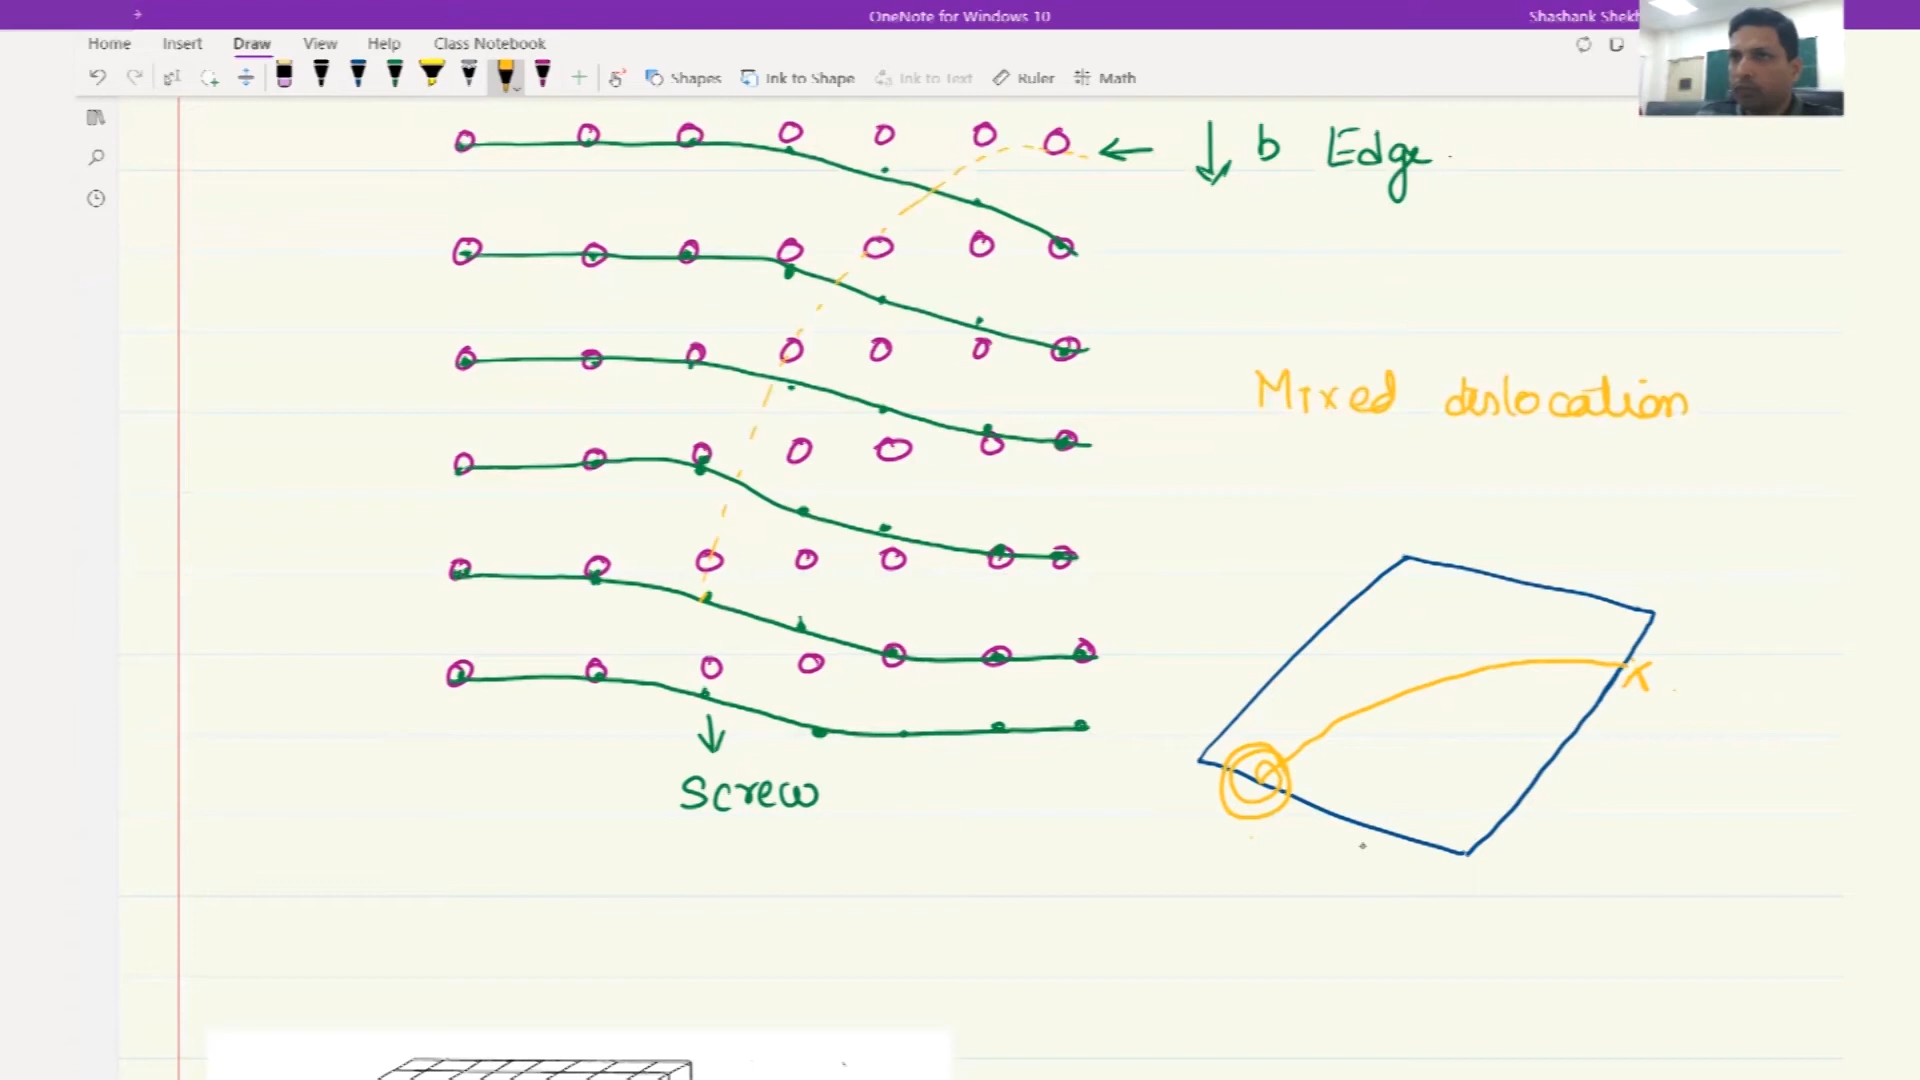 OneNote for Windows 10
Shashank Shekh
Home Insert Draw View Help Class Notebook
Shapes Ink to Shape Ink to Text Ruler Math
b Edge
Mixed dislocation
x
Screw